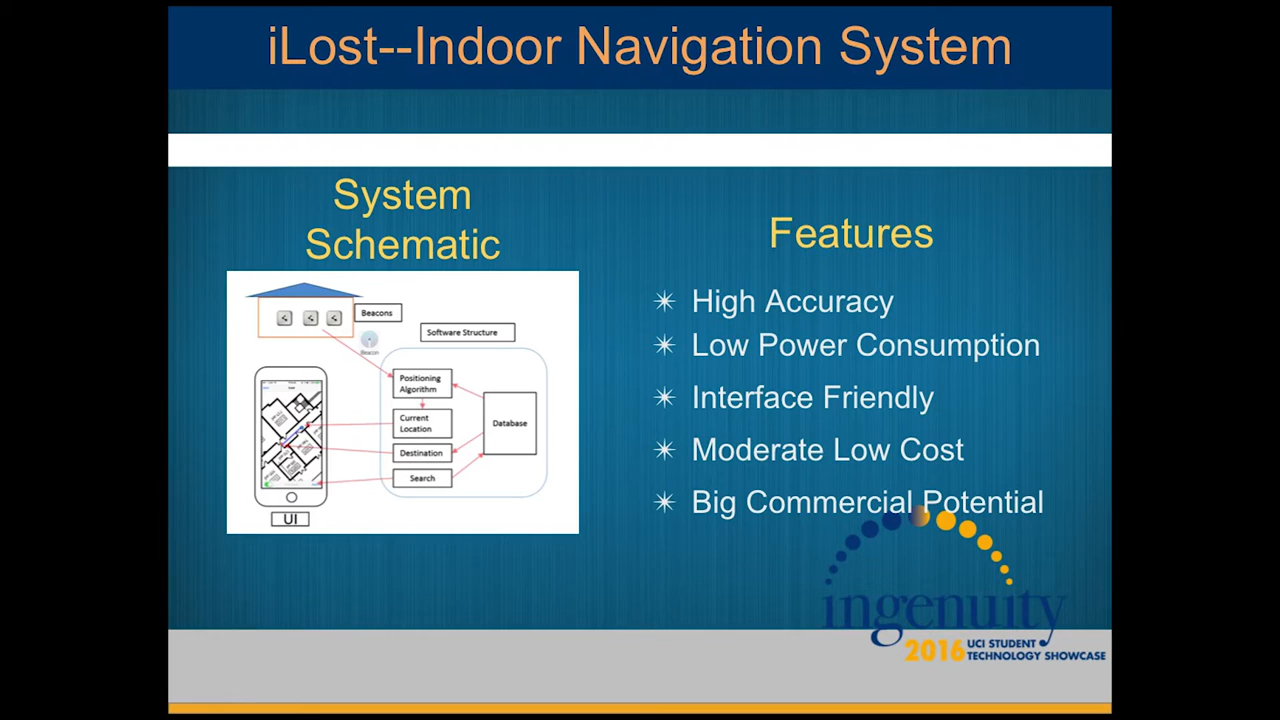 iLost--Indoor Navigation System
System
Schematic
Beacons
iBeacon
Software Structure
Positioning
Algorithm
Current
Location
Destination
Search
Database
UI
Features
High Accuracy
Low Power Consumption
Interface Friendly
Moderate Low Cost
Big Commercial Potential
ingenuity
2016 UCI STUDENT
TECHNOLOGY SHOWCASE